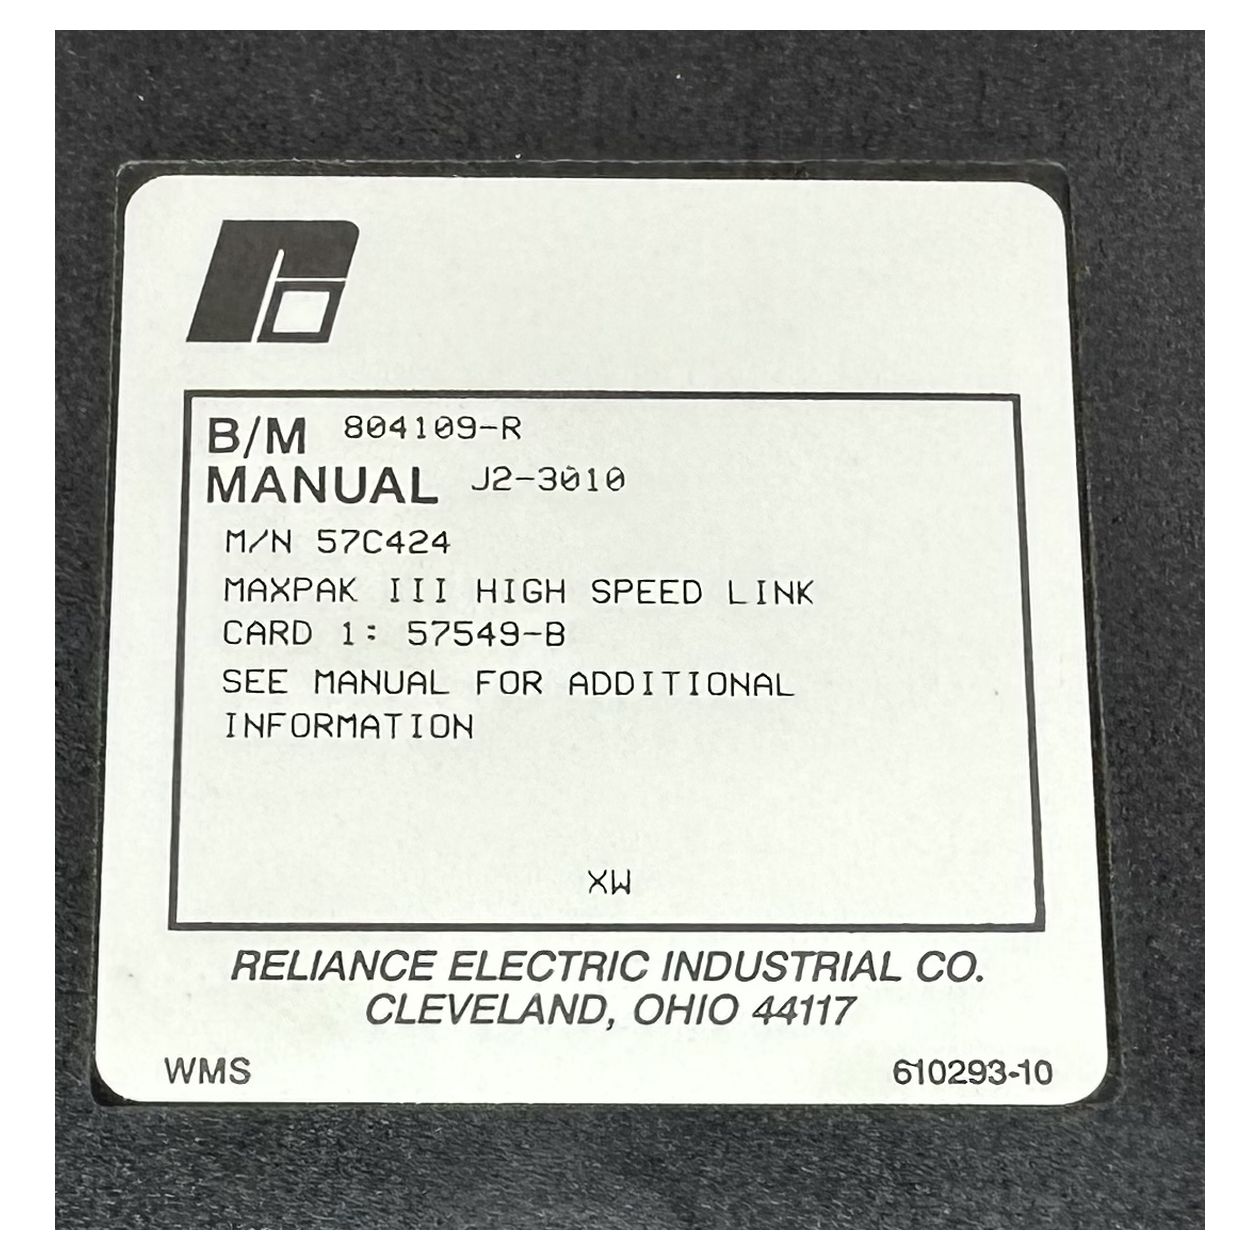 B/M 804109-R
MANUAL J2-3010
M/N 57C424
MAXPAK III HIGH SPEED LINK
CARD 1: 57549-B
SEE MANUAL FOR ADDITIONAL
INFORMATION
XW
RELIANCE ELECTRIC INDUSTRIAL CO.
CLEVELAND, OHIO 44117
WMS 610293-10